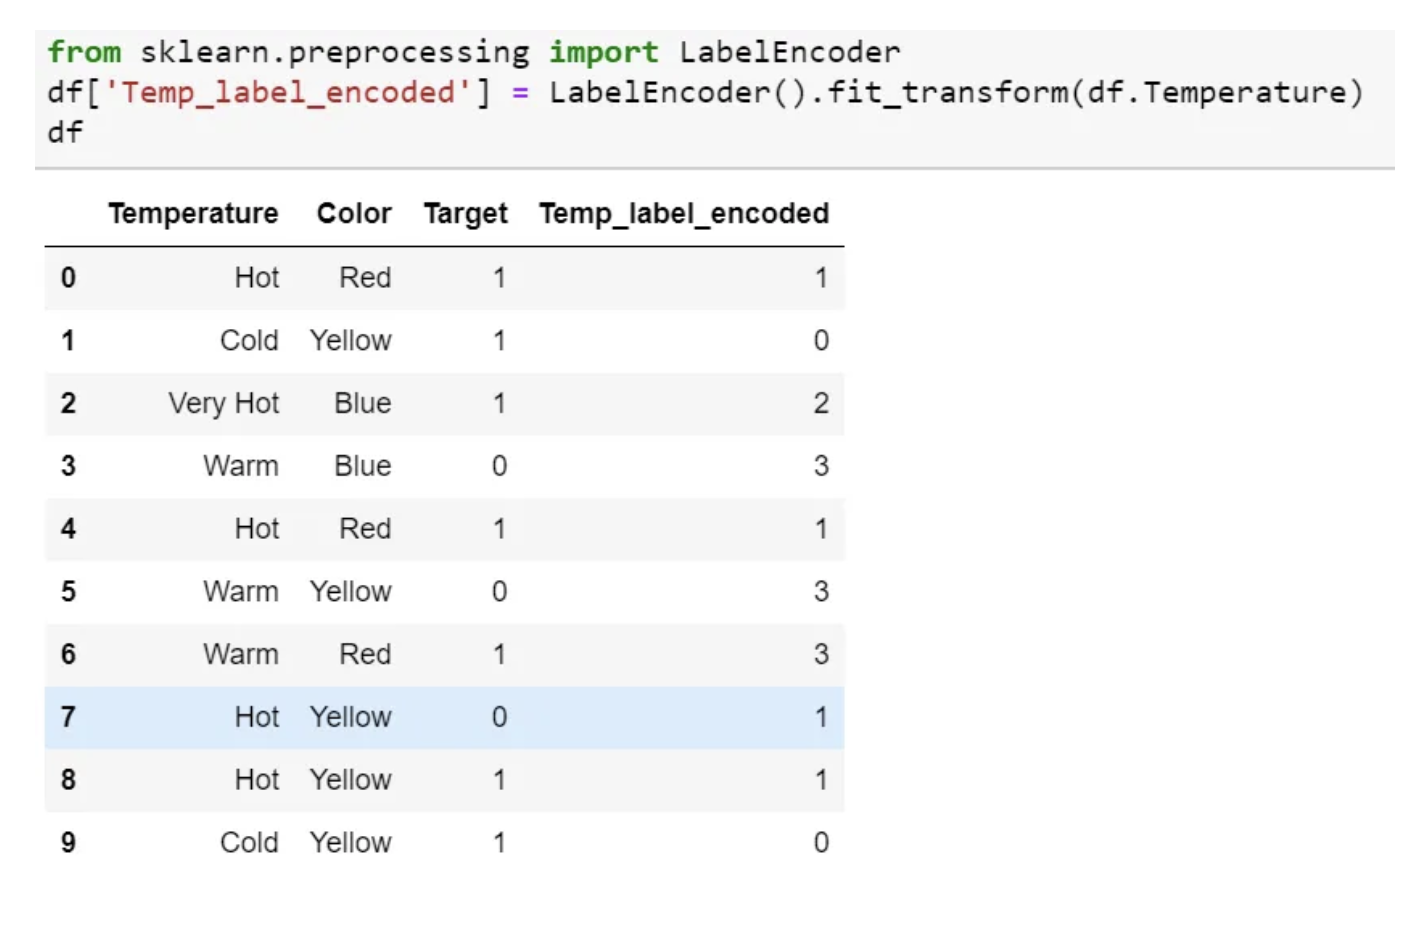 from sklearn.preprocessing import LabelEncoder
df['Temp_label_encoded'] = LabelEncoder().fit_transform(df.Temperature)
df
Temperature Color Target Temp_label_encoded
0 Hot Red 1 1
1 Cold Yellow 1 0
2 Very Hot Blue 1 2
3 Warm Blue 0 3
4 Hot Red 1 1
5 Warm Yellow 0 3
6 Warm Red 1 3
7 Hot Yellow 0 1
8 Hot Yellow 1 1
9 Cold Yellow 1 0